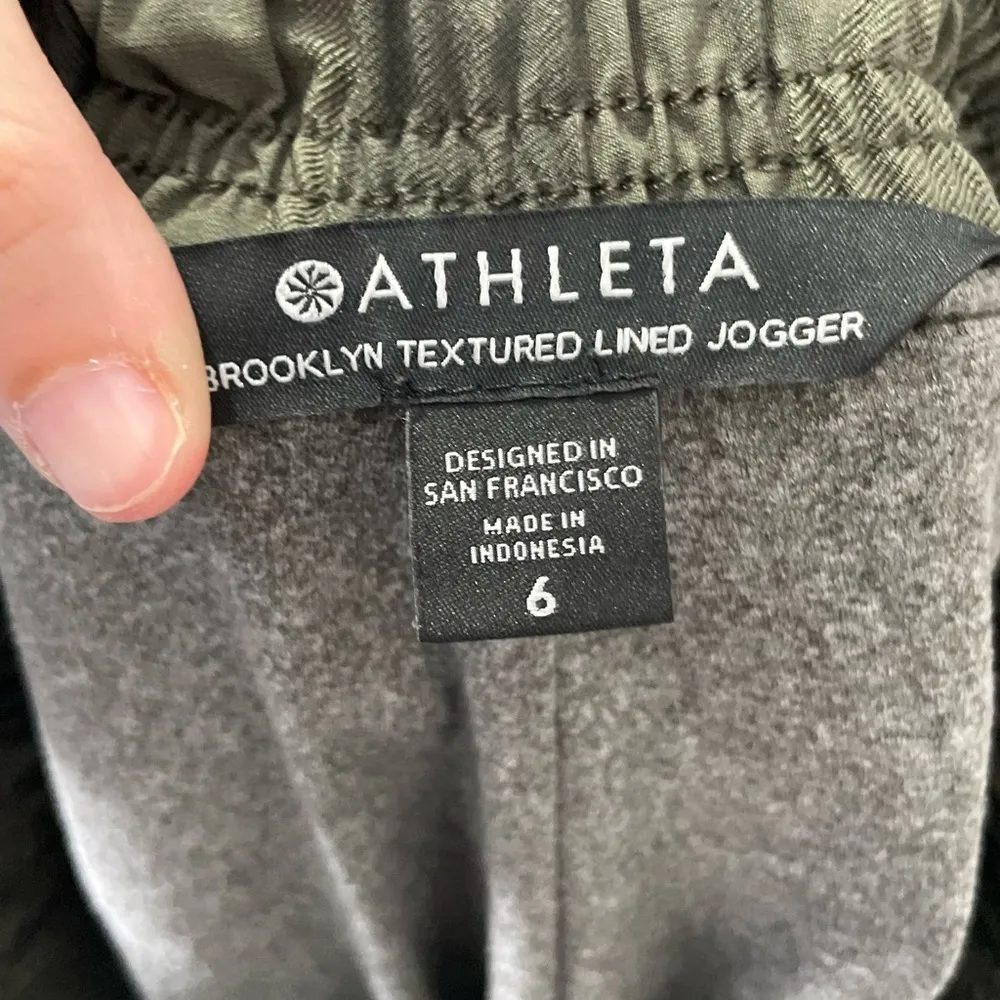 ATHLETA
BROOKLYN TEXTURED LINED JOGGER
DESIGNED IN
SAN FRANCISCO
MADE IN
INDONESIA
6